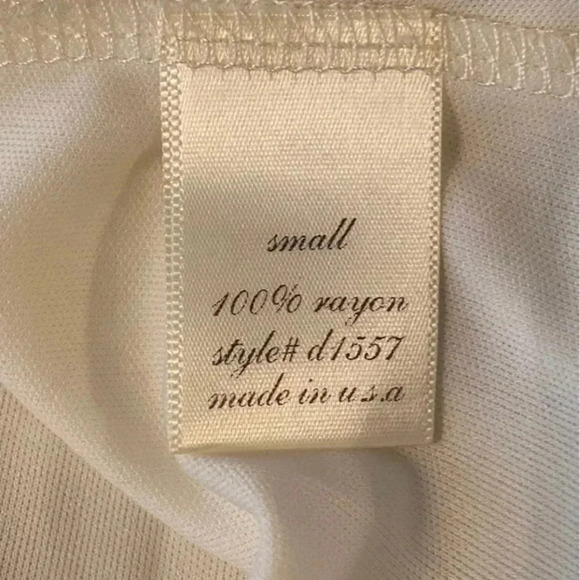 small
100% rayon
style# d1557
made in u.s.a